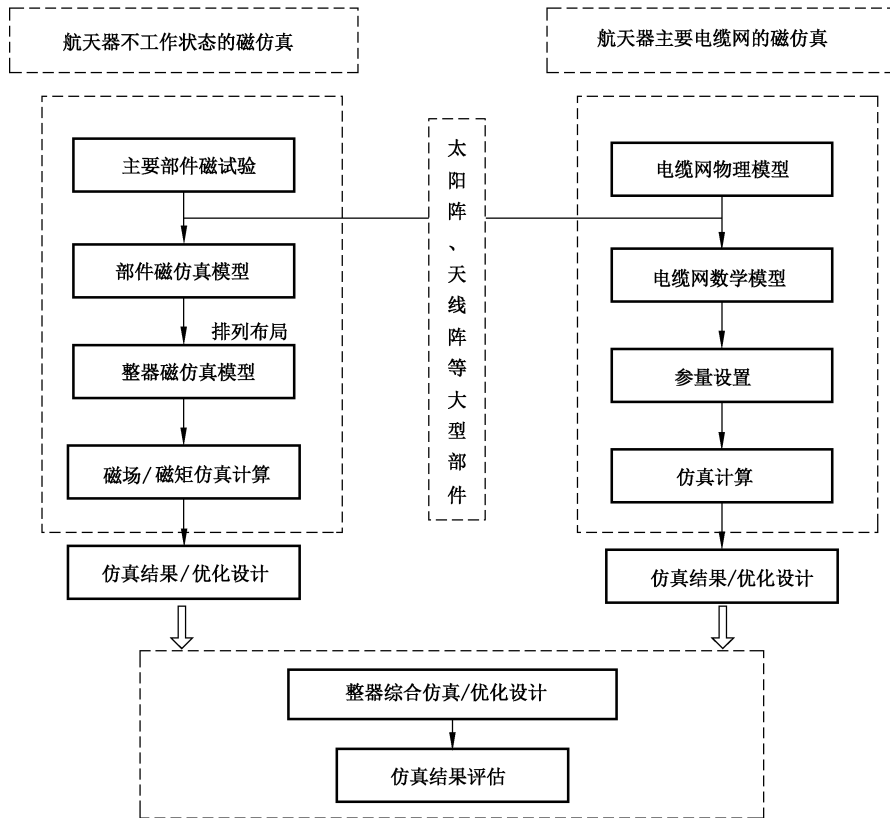 航天器不工作状态的磁仿真
航天器主要电缆网的磁仿真
主要部件磁试验
部件磁仿真模型
排列布局
整器磁仿真模型
磁场/磁矩仿真计算
仿真结果/优化设计
太阳阵、天线阵等大型部件
电缆网物理模型
电缆网数学模型
参量设置
仿真计算
仿真结果/优化设计
整器综合仿真/优化设计
仿真结果评估